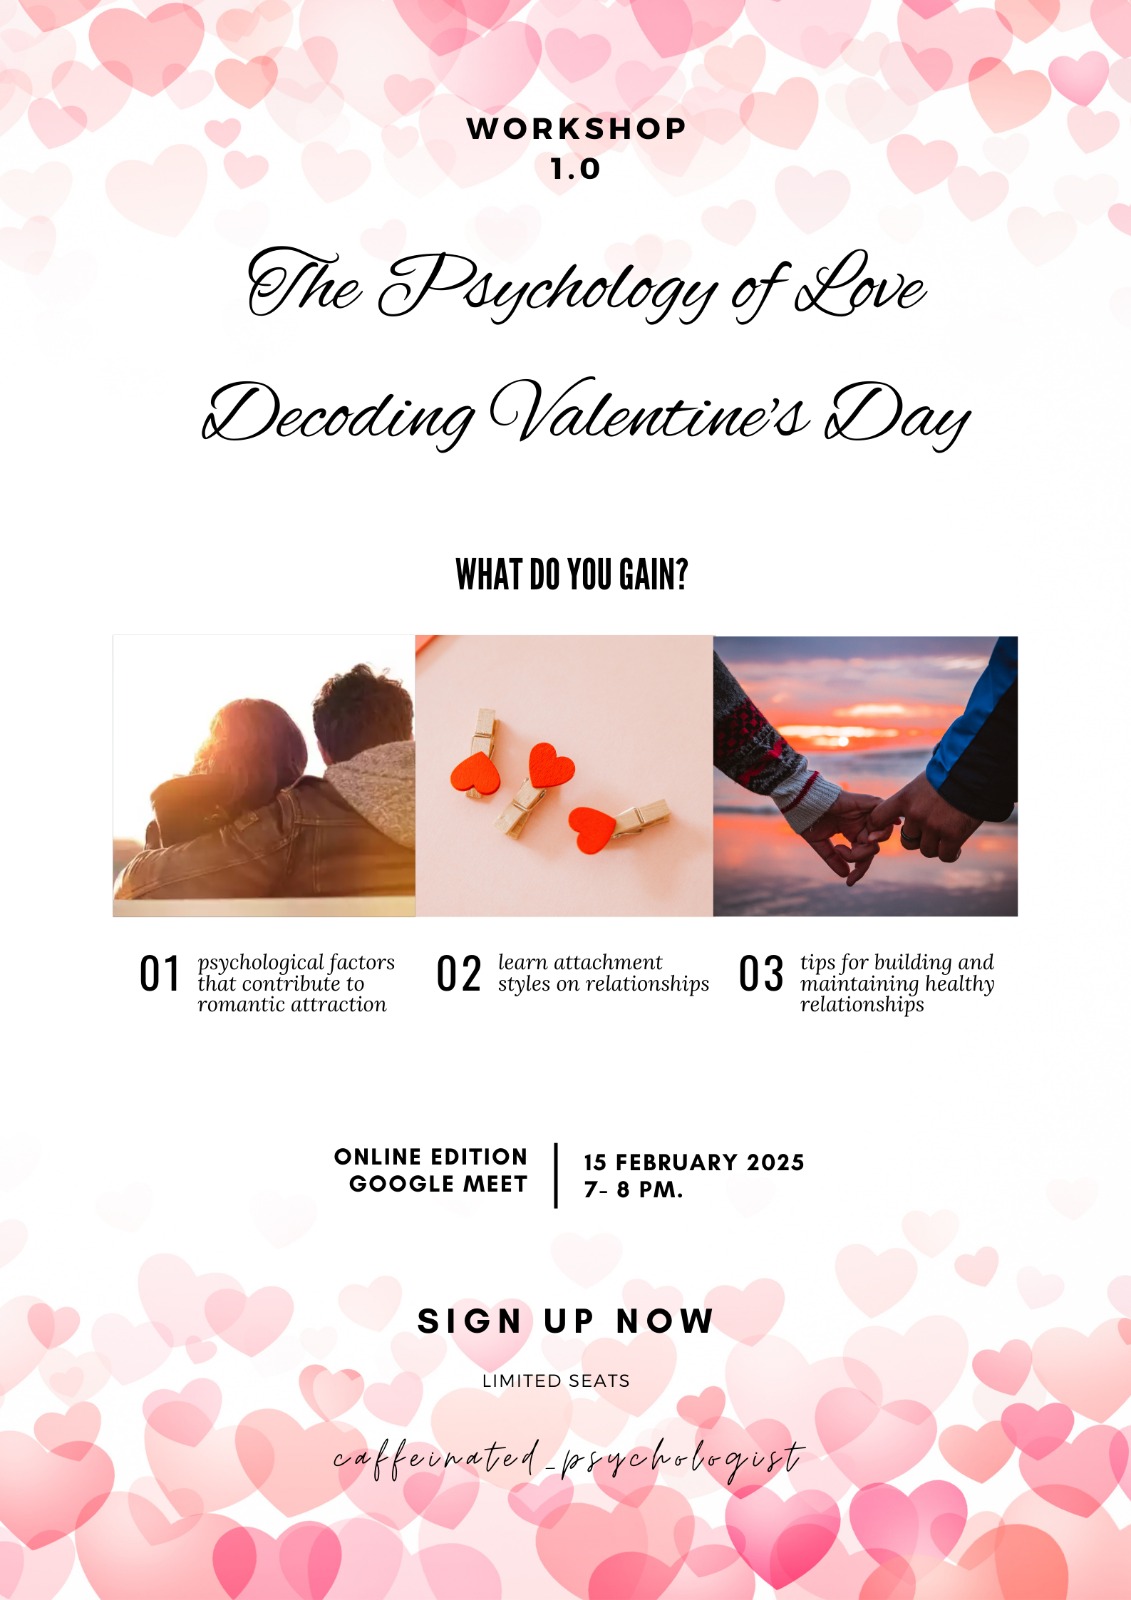 WORKSHOP
1.0
The Psychology of Love
Decoding Valentine's Day
WHAT DO YOU GAIN?
01 psychological factors
that contribute to
romantic attraction
02 learn attachment
styles on relationships
03 tips for building and
maintaining healthy
relationships
ONLINE EDITION
GOOGLE MEET
15 FEBRUARY 2025
7- 8 PM.
SIGN UP NOW
LIMITED SEATS
caffeinated_psychologist